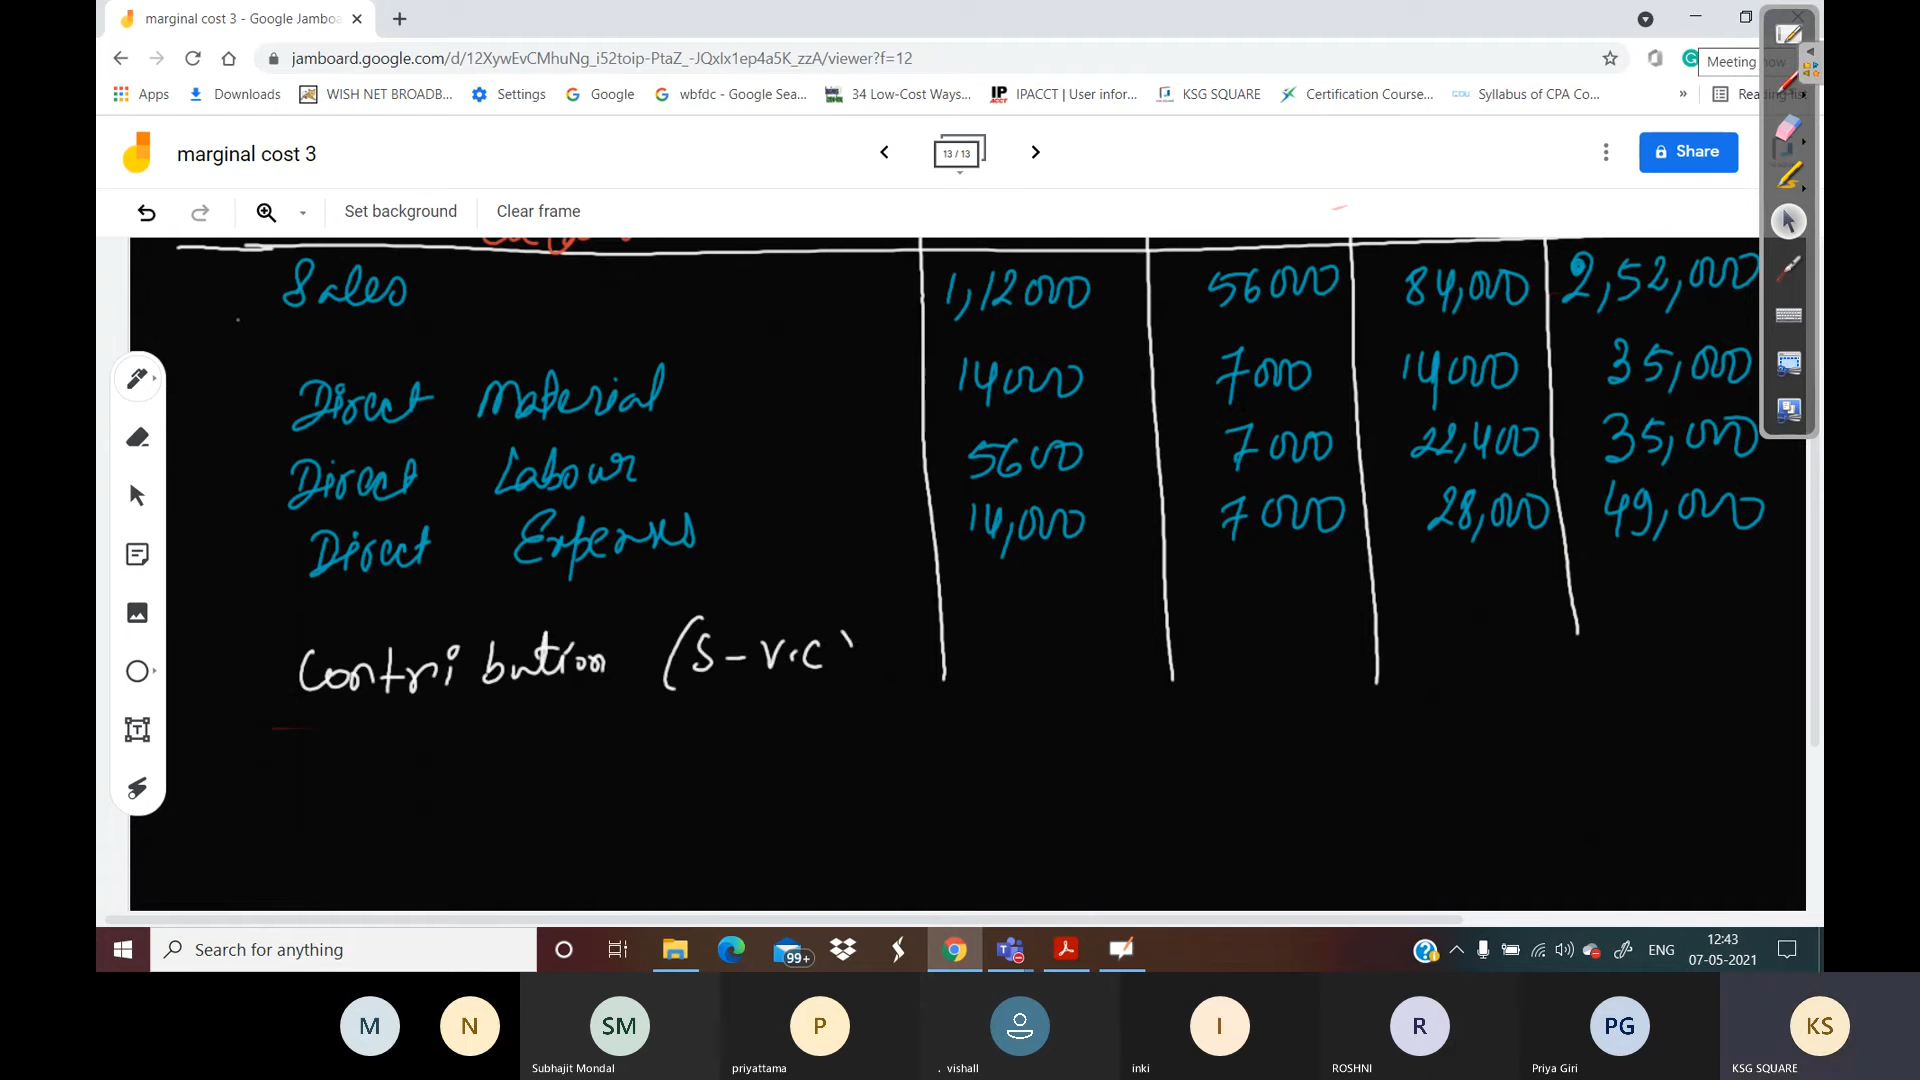 marginal cost 3 - Google Jambo
jamboard.google.com/d/12XywEvCMhuNg_i52toip-PtaZ_-JQxlx1ep4a5K_zzA/viewer?f=12
Meeting now
Apps Downloads WISH NET BROADB... Settings Google wbfdc - Google Sea... 34 Low-Cost Ways... IPACCT | User infor... KSG SQUARE Certification Course... Syllabus of CPA Co... » Reading list
marginal cost 3
13 / 13
Share
Set background Clear frame
Sales 1,12000 56000 84,000 2,52,000
Direct Material 14000 7000 14000 35,000
Direct Labour 5600 7000 22,400 35,000
Direct Expenses 14,000 7000 28,000 49,000
Contribution (S-V.C)
Search for anything
99+
ENG
12:43
07-05-2021
M N SM P I R PG KS
Subhajit Mondal priyattama . vishall inki ROSHNI Priya Giri KSG SQUARE